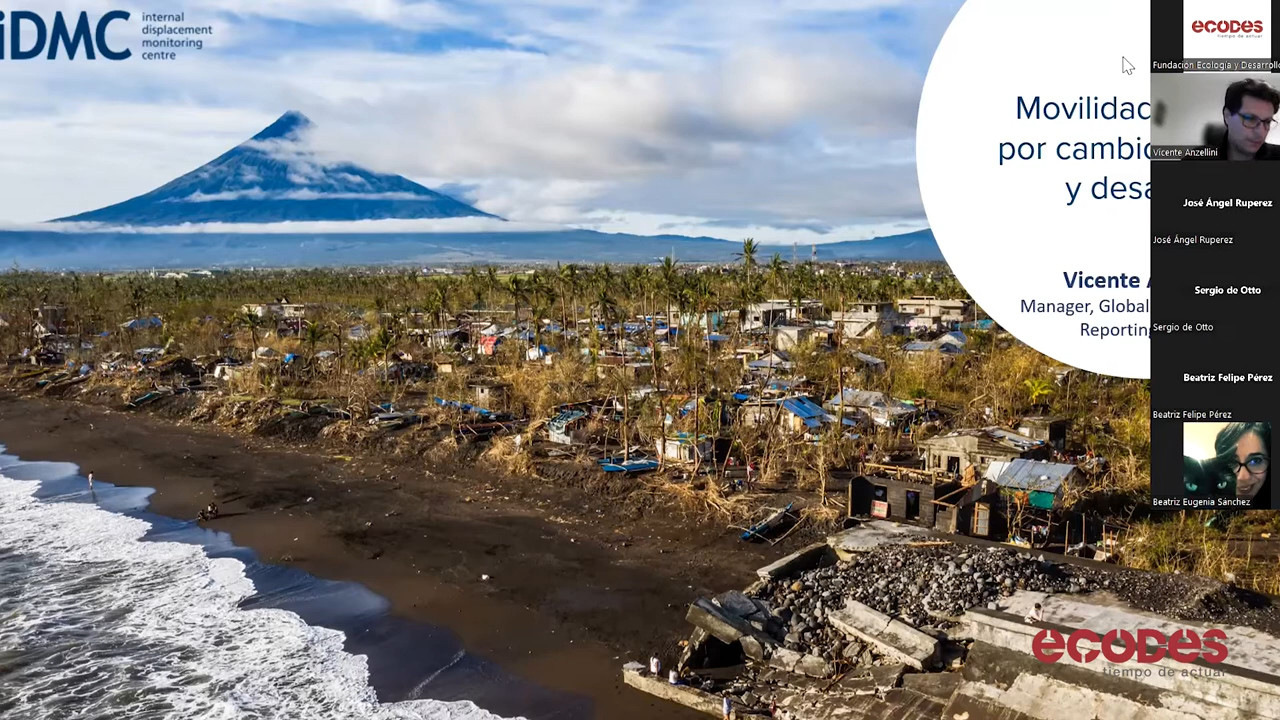 iDMC
internal
displacement
monitoring
centre
Movilidad
por cambio
y desa
Vicente
Manager, Global
Reporting
ecodes
tiempo de actuar
Fundación Ecología y Desarrollo
Vicente Anzellini
José Ángel Ruperez
José Ángel Ruperez
Sergio de Otto
Sergio de Otto
Beatriz Felipe Pérez
Beatriz Felipe Pérez
Beatriz Eugenia Sánchez
ecodes
tiempo de actuar